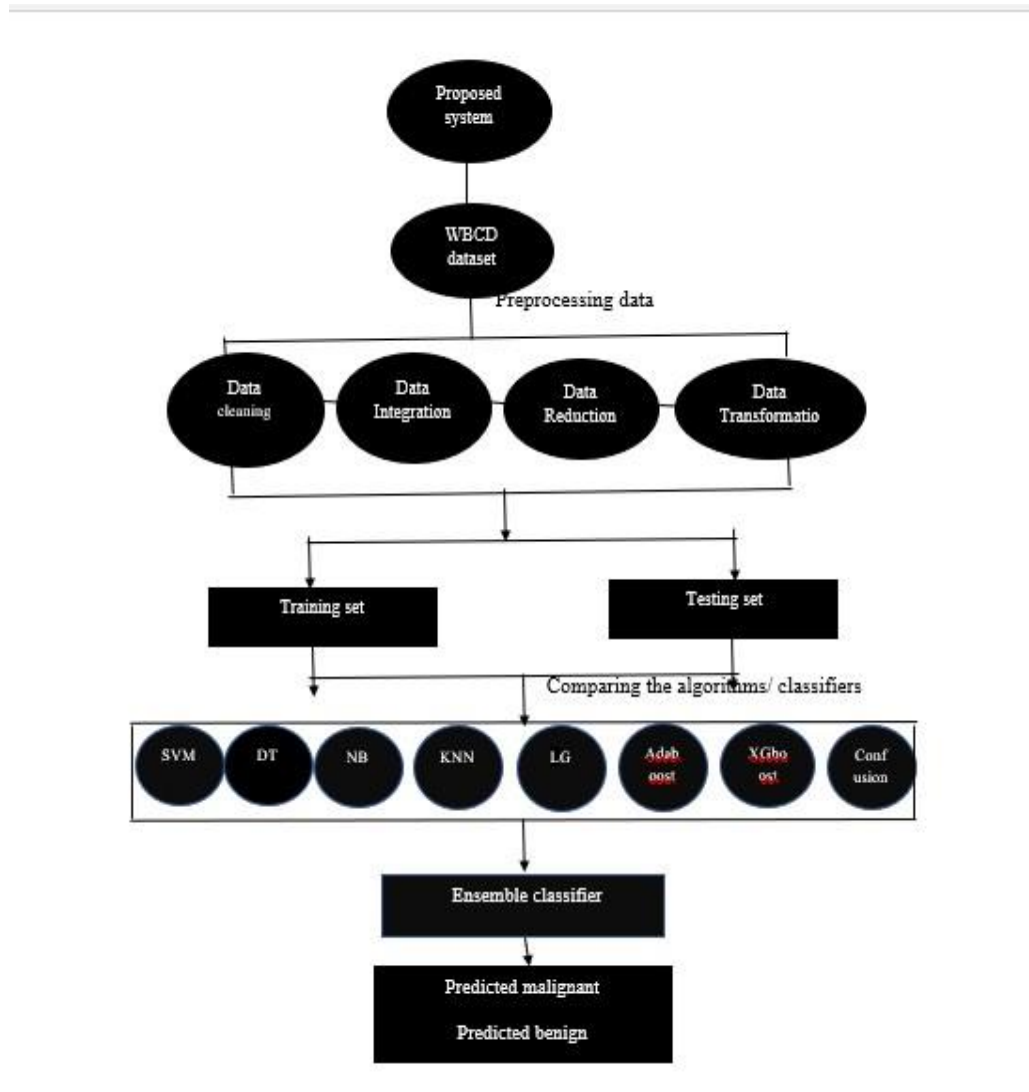 Proposed
system
WBCD
dataset
Preprocessing data
Data
cleaning
Data
Integration
Data
Reduction
Data
Transformatio
Training set
Testing set
Comparing the algorithms/ classifiers
SVM
DT
NB
KNN
LG
Adab
oost
XGbo
ost
Conf
usion
Ensemble classifier
Predicted malignant
Predicted benign